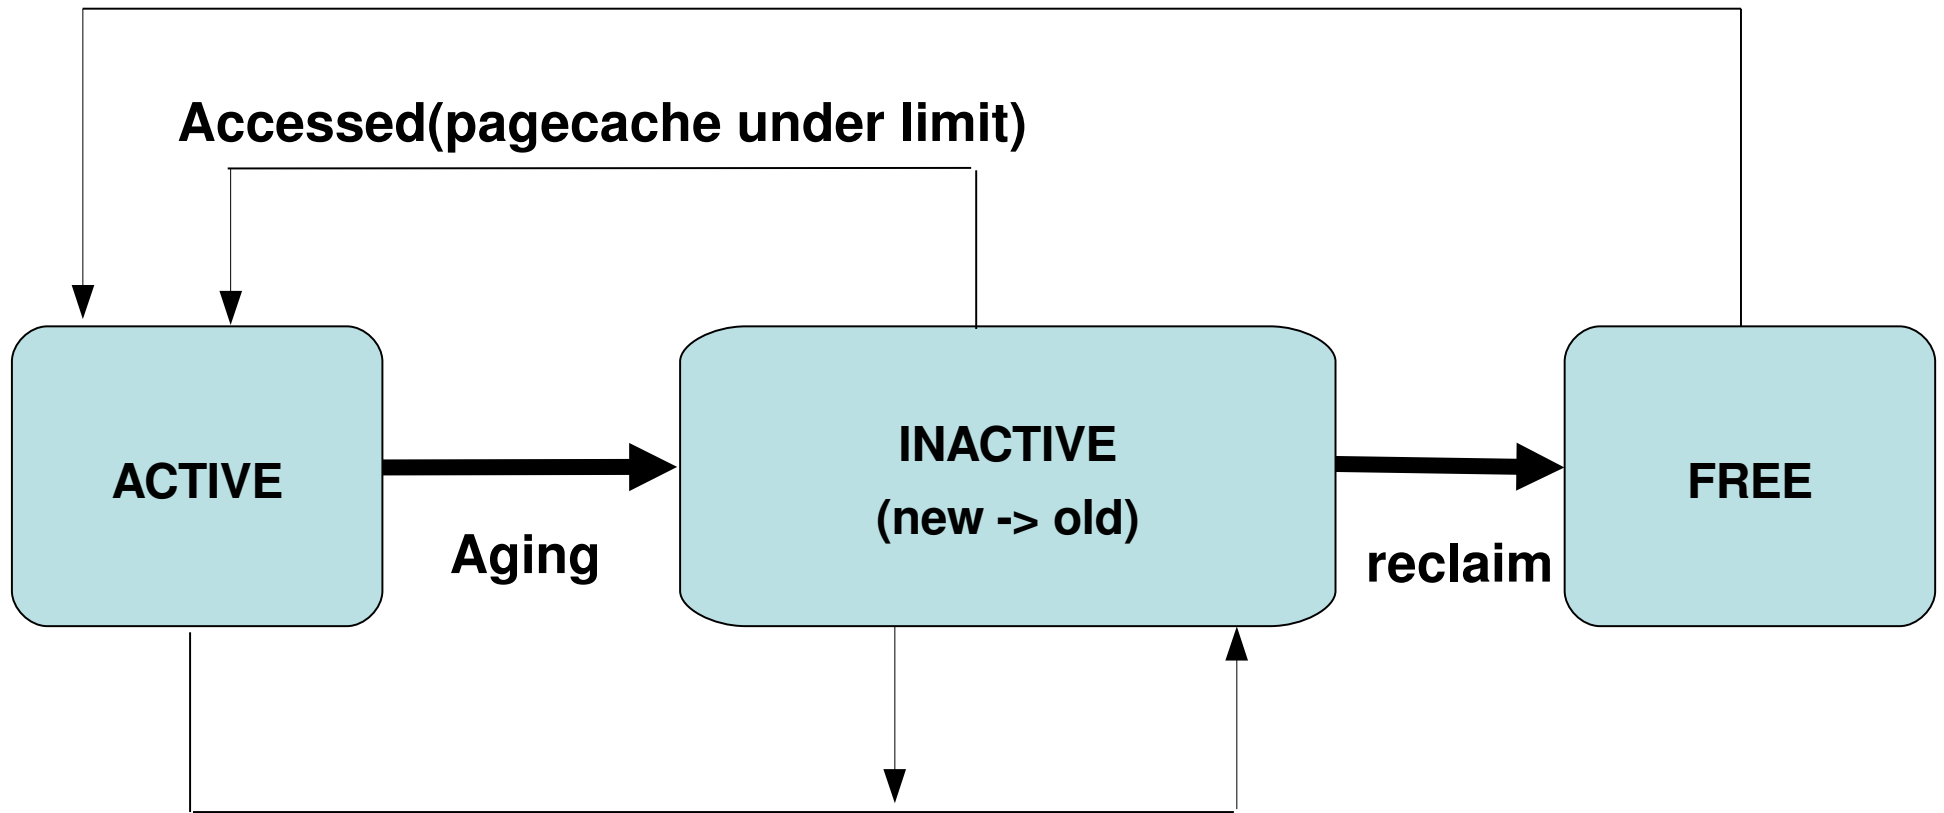 Accessed(pagecache under limit)
ACTIVE
Aging
INACTIVE
(new -> old)
reclaim
FREE